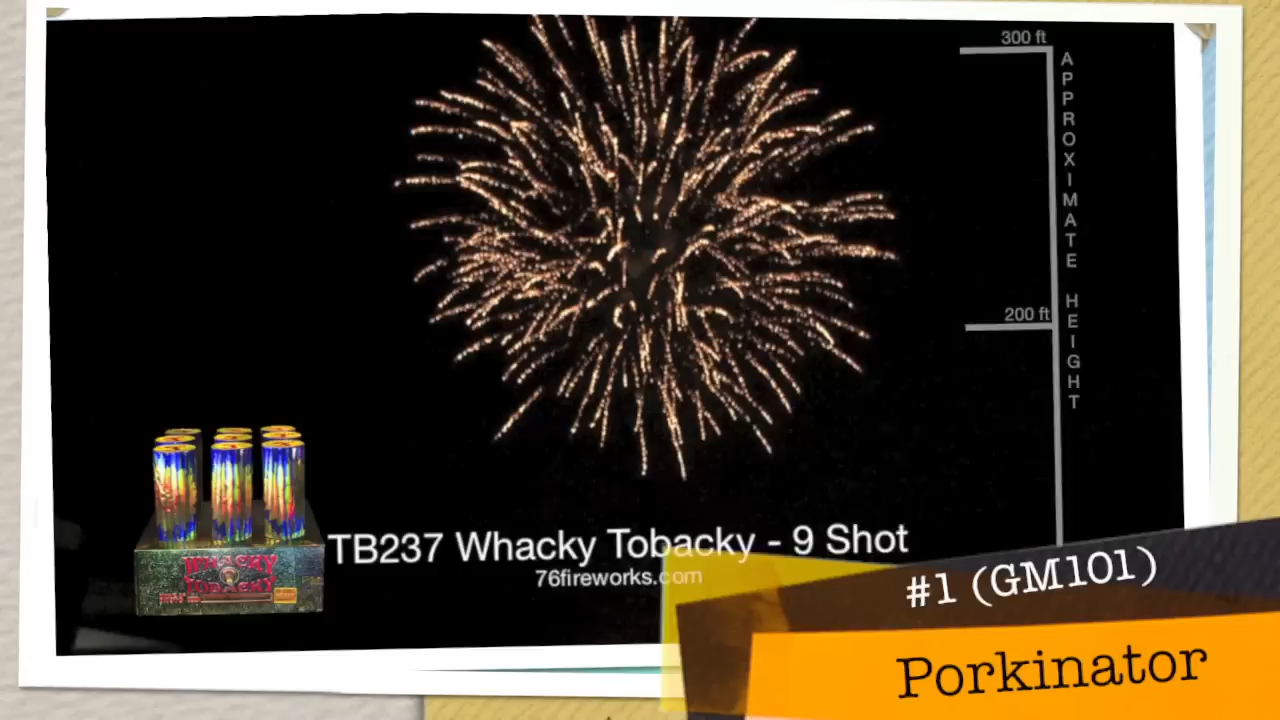 300 ft
APPROXIMATE HEIGHT
200 ft
WHACKY
TOBACKY
TB237 Whacky Tobacky - 9 Shot
76fireworks.com
#1 (GM101)
Porkinator